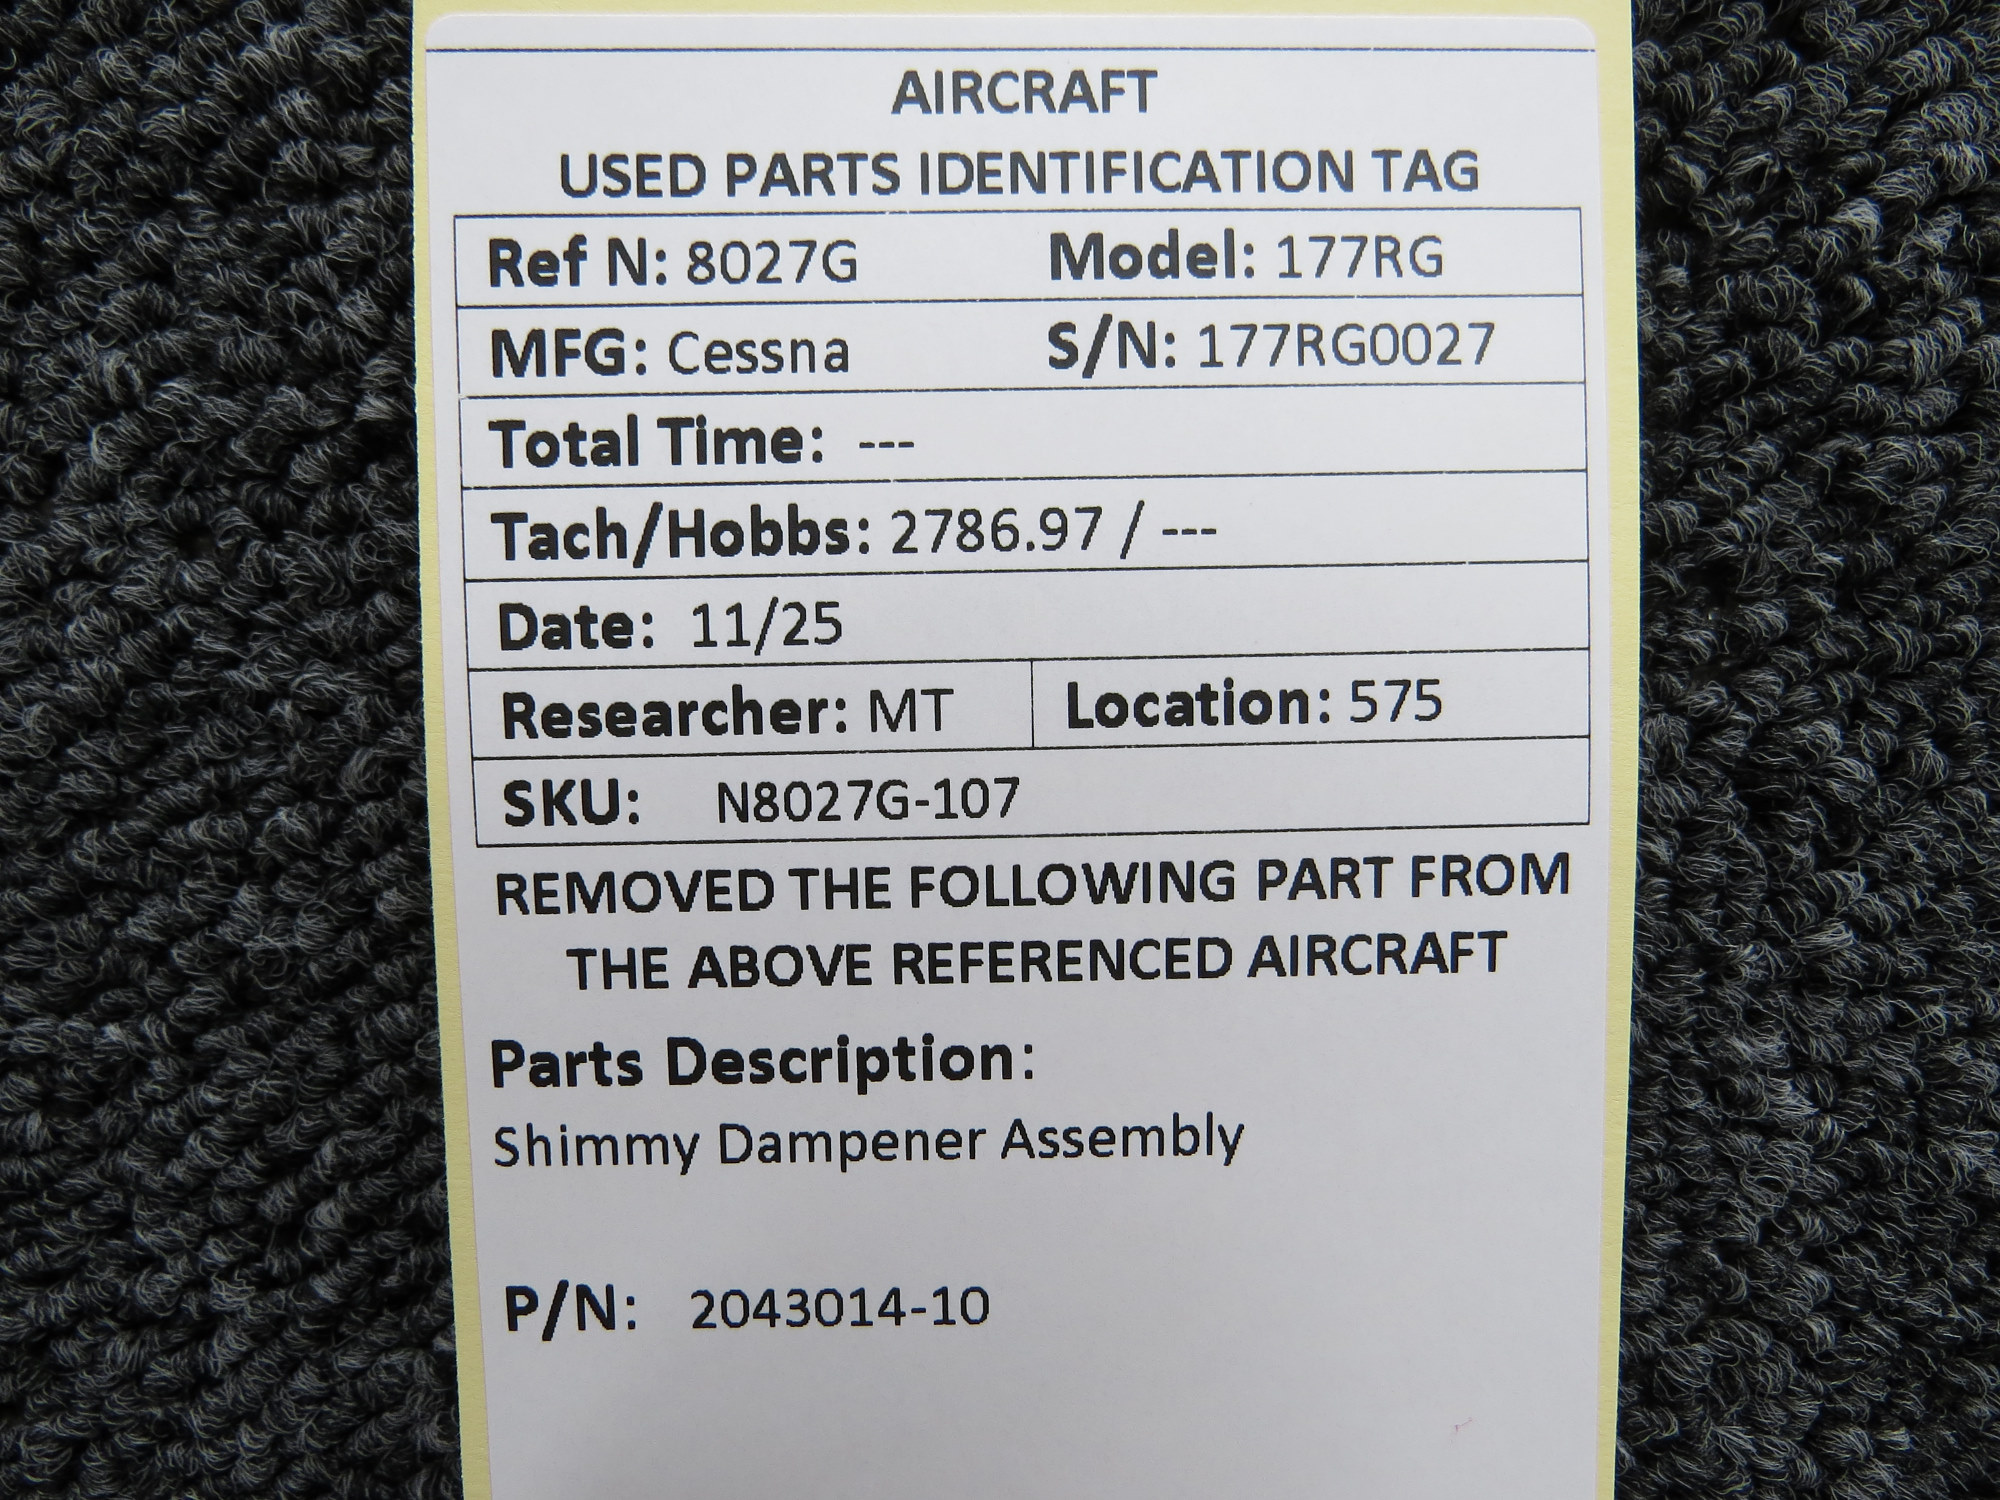 AIRCRAFT
USED PARTS IDENTIFICATION TAG
Ref N: 8027G Model: 177RG
MFG: Cessna S/N: 177RG0027
Total Time: ---
Tach/Hobbs: 2786.97 / ---
Date: 11/25
Researcher: MT Location: 575
SKU: N8027G-107
REMOVED THE FOLLOWING PART FROM
THE ABOVE REFERENCED AIRCRAFT
Parts Description:
Shimmy Dampener Assembly
P/N: 2043014-10